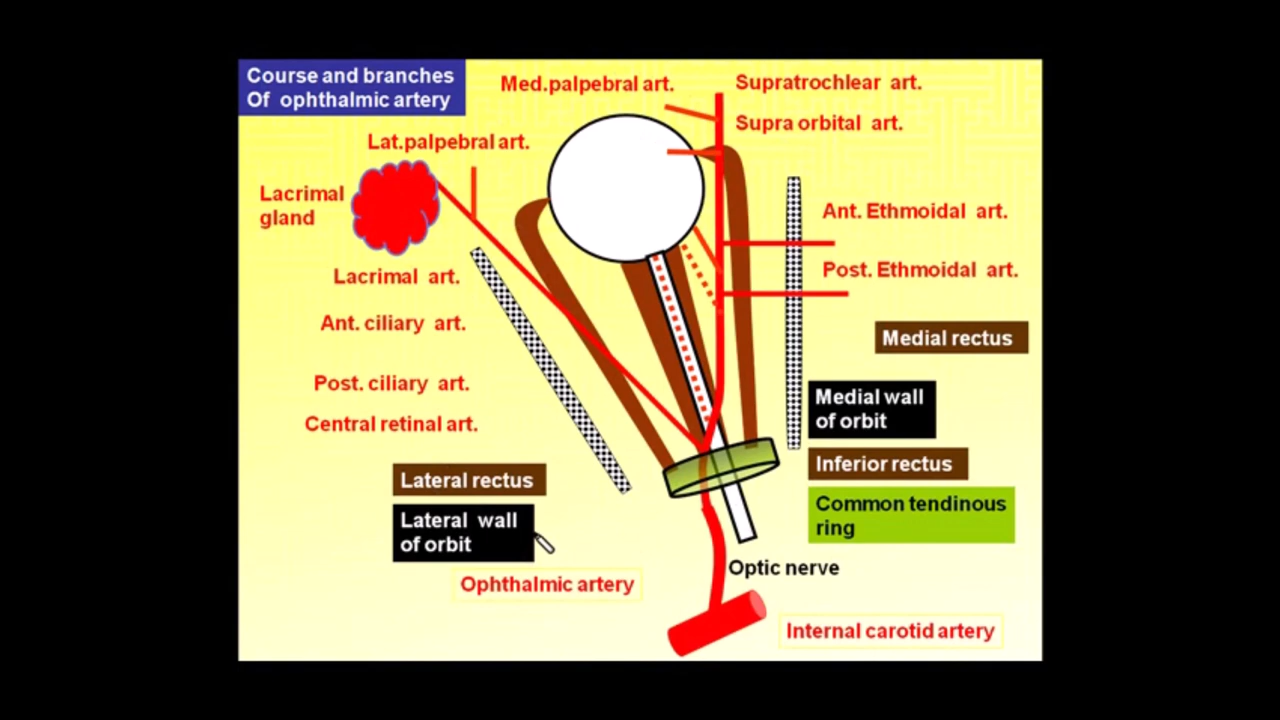 Course and branches
Of ophthalmic artery
Med.palpebral art.
Supratrochlear art.
Supra orbital art.
Lat.palpebral art.
Lacrimal
gland
Ant. Ethmoidal art.
Post. Ethmoidal art.
Lacrimal art.
Ant. ciliary art.
Medial rectus
Post. ciliary art.
Medial wall
of orbit
Central retinal art.
Inferior rectus
Lateral rectus
Common tendinous
ring
Lateral wall
of orbit
Optic nerve
Ophthalmic artery
Internal carotid artery